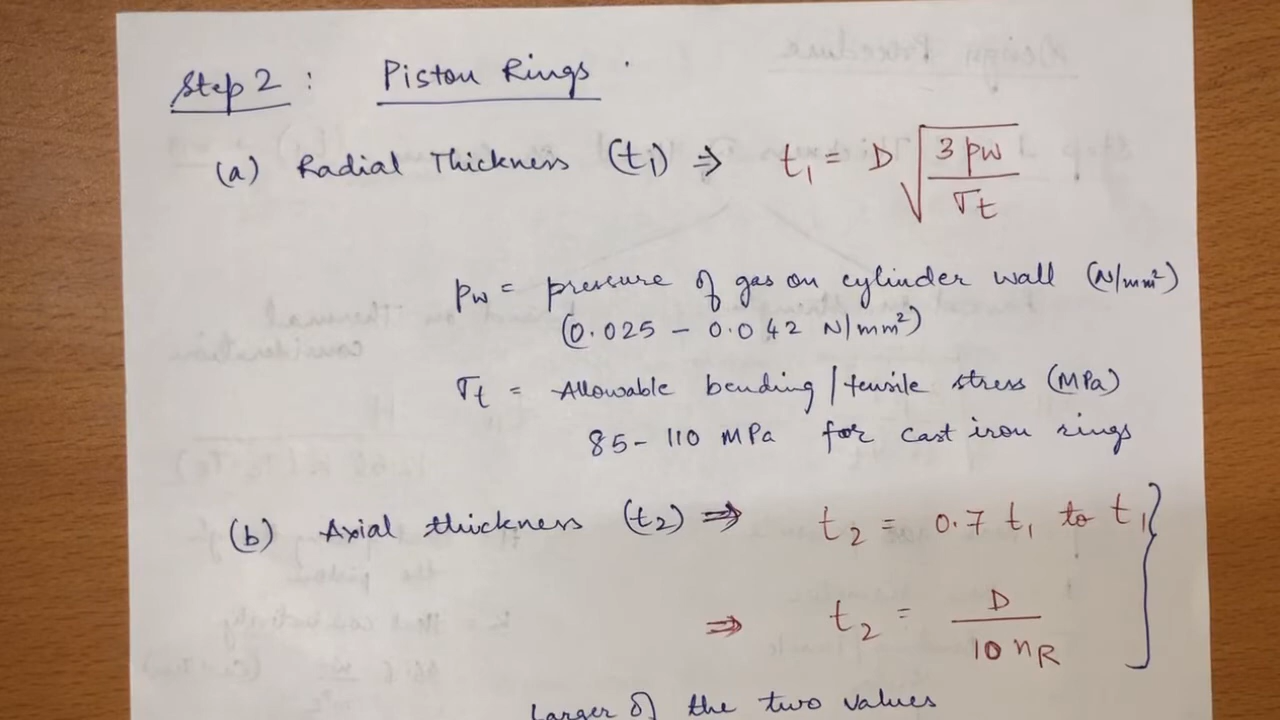 Step 2 : Piston Rings
(a) Radial Thickness (t₁) ⇒ t₁ = D √(3 pw / σt)
pw = pressure of gas on cylinder wall (N/mm²)
(0.025 – 0.042 N/mm²)
σt = Allowable bending / tensile stress (MPa)
85 – 110 MPa for cast iron rings
(b) Axial thickness (t₂) ⇒ t₂ = 0.7 t₁ to t₁ }
⇒ t₂ = D / 10 nR
Larger of the two values